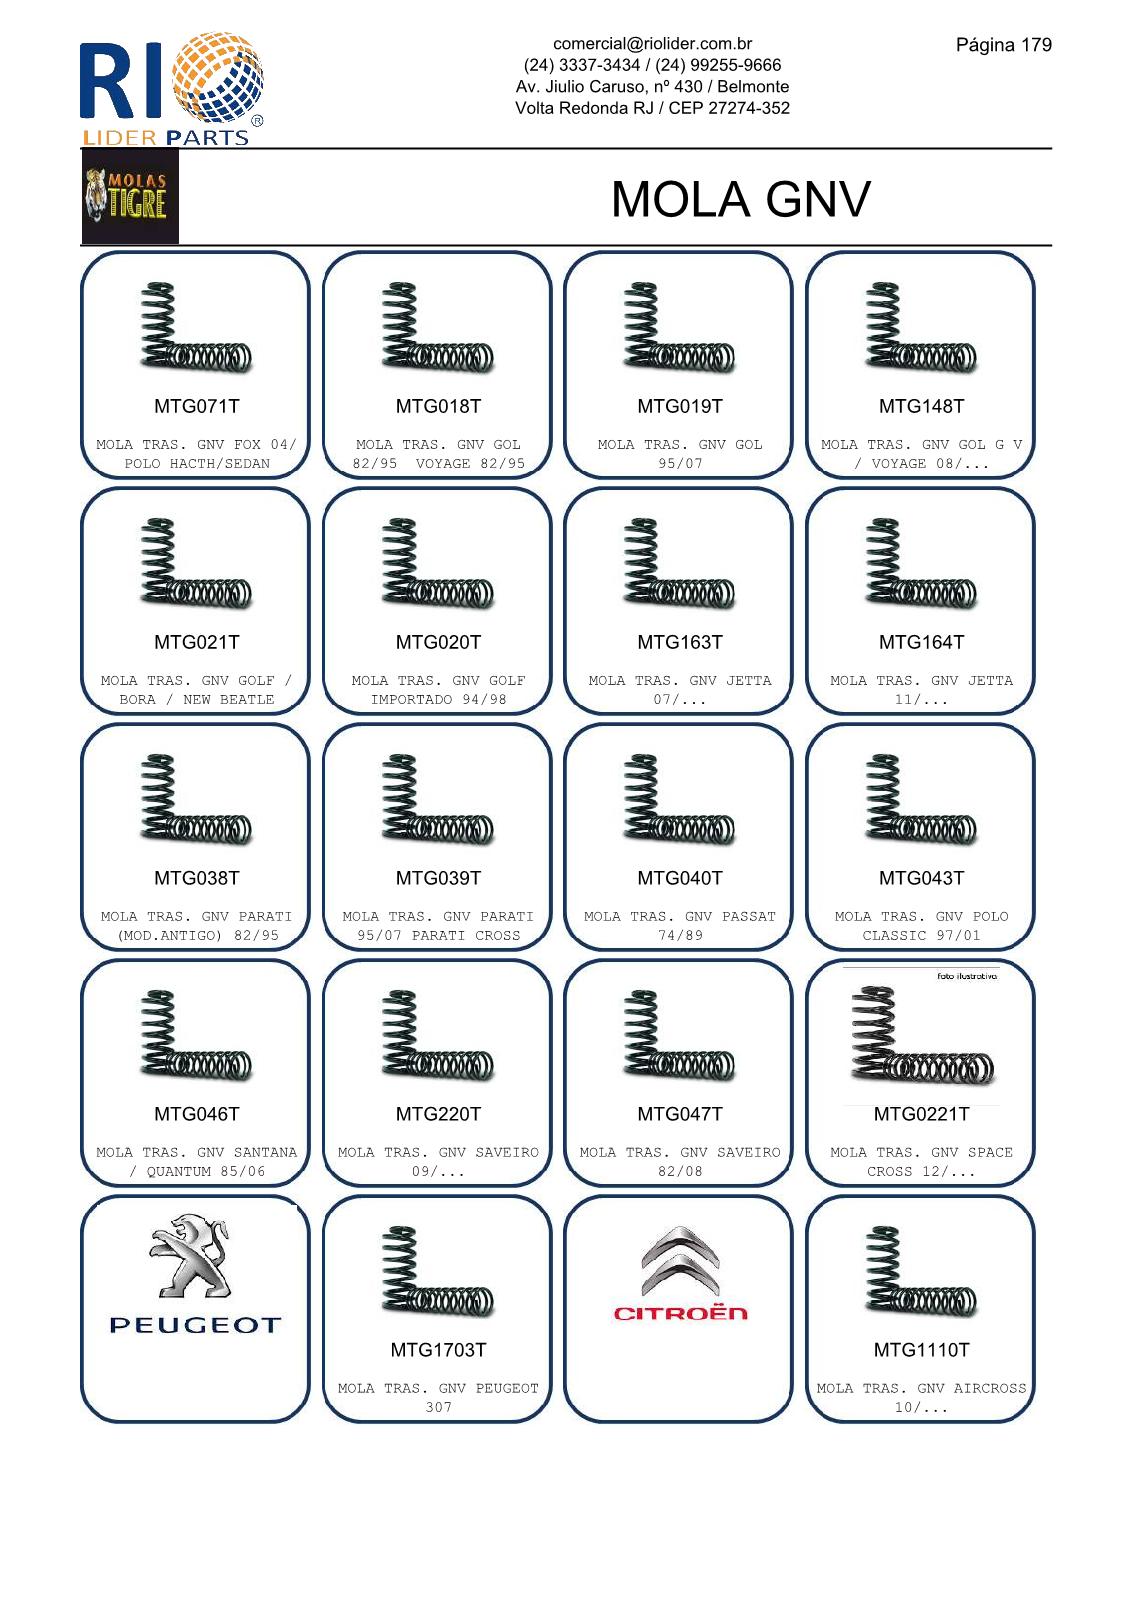 RIO
LIDER PARTS
®
comercial@riolider.com.br
(24) 3337-3434 / (24) 99255-9666
Av. Jiulio Caruso, nº 430 / Belmonte
Volta Redonda RJ / CEP 27274-352
Página 179
MOLAS
TIGRE
MOLA GNV
MTG071T
MOLA TRAS. GNV FOX 04/
POLO HACTH/SEDAN
MTG018T
MOLA TRAS. GNV GOL
82/95 VOYAGE 82/95
MTG019T
MOLA TRAS. GNV GOL
95/07
MTG148T
MOLA TRAS. GNV GOL G V
/ VOYAGE 08/...
MTG021T
MOLA TRAS. GNV GOLF /
BORA / NEW BEATLE
MTG020T
MOLA TRAS. GNV GOLF
IMPORTADO 94/98
MTG163T
MOLA TRAS. GNV JETTA
07/...
MTG164T
MOLA TRAS. GNV JETTA
11/...
MTG038T
MOLA TRAS. GNV PARATI
(MOD.ANTIGO) 82/95
MTG039T
MOLA TRAS. GNV PARATI
95/07 PARATI CROSS
MTG040T
MOLA TRAS. GNV PASSAT
74/89
MTG043T
MOLA TRAS. GNV POLO
CLASSIC 97/01
MTG046T
MOLA TRAS. GNV SANTANA
/ QUANTUM 85/06
MTG220T
MOLA TRAS. GNV SAVEIRO
09/...
MTG047T
MOLA TRAS. GNV SAVEIRO
82/08
foto ilustrativa
MTG0221T
MOLA TRAS. GNV SPACE
CROSS 12/...
PEUGEOT
MTG1703T
MOLA TRAS. GNV PEUGEOT
307
CITROËN
MTG1110T
MOLA TRAS. GNV AIRCROSS
10/...